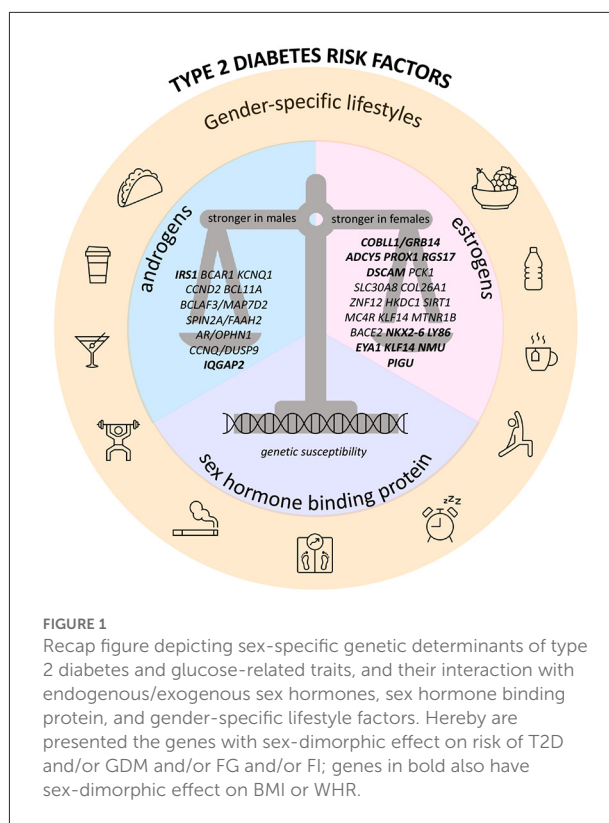 TYPE 2 DIABETES RISK FACTORS
Gender-specific lifestyles
androgens
estrogens
stronger in males
stronger in females
IRS1 BCAR1 KCNQ1
CCND2 BCL11A
BCLAF3/MAP7D2
SPIN2A/FAAH2
AR/OPHN1
CCNQ/DUSP9
IQGAP2
COBLL1/GRB14
ADCY5 PROX1 RGS17
DSCAM PCK1
SLC30A8 COL26A1
ZNF12 HKDC1 SIRT1
MC4R KLF14 MTNR1B
BACE2 NKX2-6 LY86
EYA1 KLF14 NMU
PIGU
genetic susceptibility
sex hormone binding protein
zzZ
FIGURE 1
Recap figure depicting sex-specific genetic determinants of type
2 diabetes and glucose-related traits, and their interaction with
endogenous/exogenous sex hormones, sex hormone binding
protein, and gender-specific lifestyle factors. Hereby are
presented the genes with sex-dimorphic effect on risk of T2D
and/or GDM and/or FG and/or FI; genes in bold also have
sex-dimorphic effect on BMI or WHR.